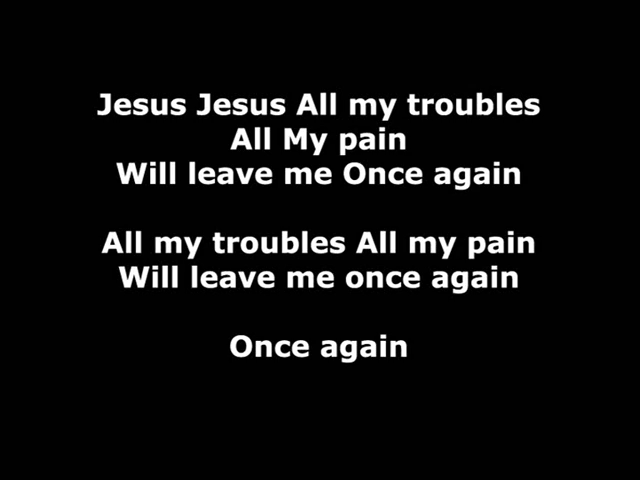 Jesus Jesus All my troubles
All My pain
Will leave me Once again
All my troubles All my pain
Will leave me once again
Once again